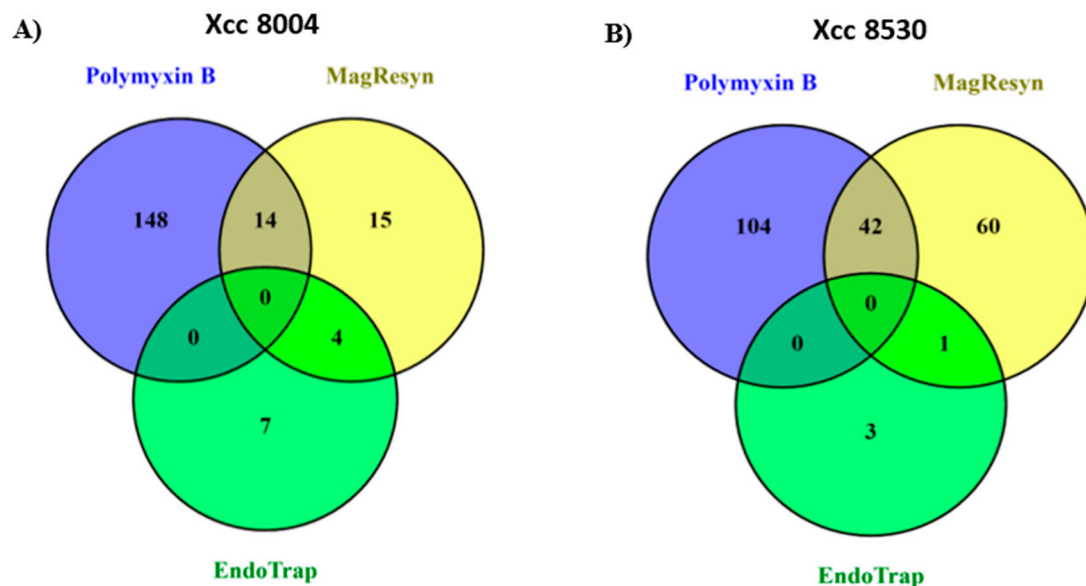 A)
Xcc 8004
Polymyxin B
MagResyn
148
14
15
0
0
4
7
EndoTrap
B)
Xcc 8530
Polymyxin B
MagResyn
104
42
60
0
0
1
3
EndoTrap